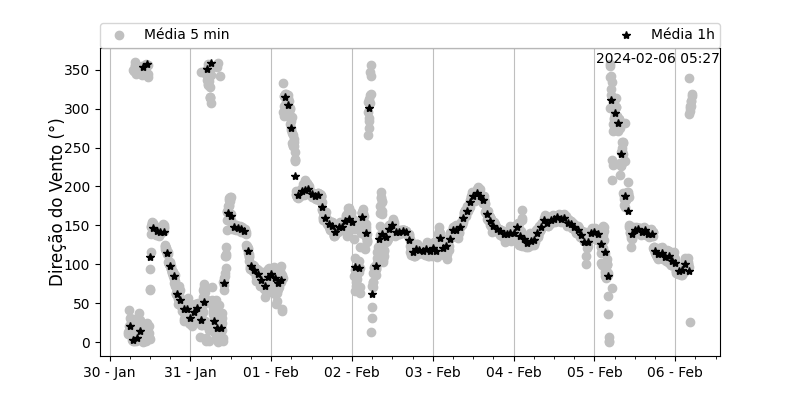 Média 5 min
Média 1h
2024-02-06 05:27
Direção do Vento (°)
350
300
250
200
150
100
50
0
30 - Jan
31 - Jan
01 - Feb
02 - Feb
03 - Feb
04 - Feb
05 - Feb
06 - Feb